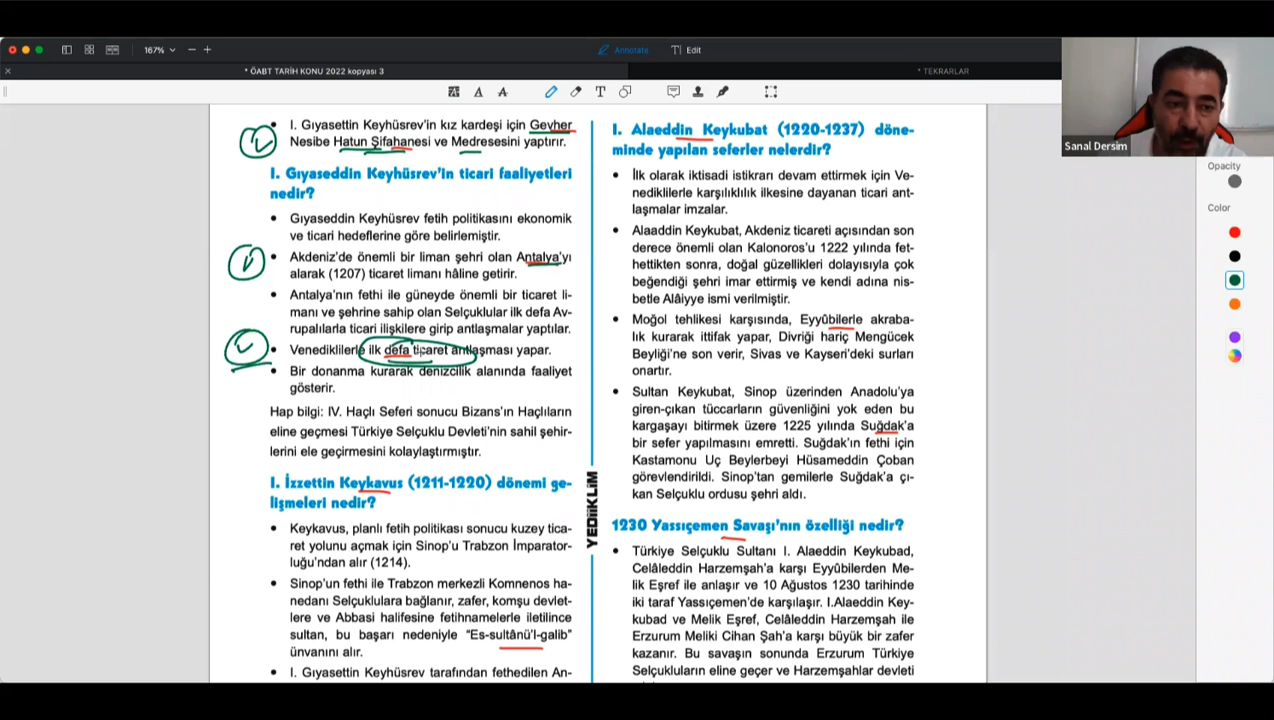 167%
Annotate
Edit
* ÖABT TARİH KONU 2022 kopyası 3
* TEKRARLAR
Sanal Dersim
Opacity
Color
• I. Gıyasettin Keyhüsrev’in kız kardeşi için Gevher
Nesibe Hatun Şifahanesi ve Medresesini yaptırır.
I. Gıyaseddin Keyhüsrev’in ticari faaliyetleri
nedir?
• Gıyaseddin Keyhüsrev fetih politikasını ekonomik
ve ticari hedeflerine göre belirlemiştir.
• Akdeniz’de önemli bir liman şehri olan Antalya’yı
alarak (1207) ticaret limanı hâline getirir.
• Antalya’nın fethi ile güneyde önemli bir ticaret li-
manı ve şehrine sahip olan Selçuklular ilk defa Av-
rupalılarla ticari ilişkilere girip antlaşmalar yaptılar.
• Venediklilerle ilk defa ticaret antlaşması yapar.
• Bir donanma kurarak denizcilik alanında faaliyet
gösterir.
Hap bilgi: IV. Haçlı Seferi sonucu Bizans’ın Haçlıların
eline geçmesi Türkiye Selçuklu Devleti’nin sahil şehir-
lerini ele geçirmesini kolaylaştırmıştır.
I. İzzettin Keykavus (1211-1220) dönemi ge-
lişmeleri nedir?
• Keykavus, planlı fetih politikası sonucu kuzey tica-
ret yolunu açmak için Sinop’u Trabzon İmparator-
luğu’ndan alır (1214).
• Sinop’un fethi ile Trabzon merkezli Komnenos ha-
nedanı Selçuklulara bağlanır, zafer, komşu devlet-
lere ve Abbasi halifesine fetihnamelerle iletilince
sultan, bu başarı nedeniyle “Es-sultânü’l-galib”
ünvanını alır.
• I. Gıyasettin Keyhüsrev tarafından fethedilen An-
YEDİİKLİM
I. Alaeddin Keykubat (1220-1237) döne-
minde yapılan seferler nelerdir?
• İlk olarak iktisadi istikrarı devam ettirmek için Ve-
nediklilerle karşılıklılık ilkesine dayanan ticari ant-
laşmalar imzalar.
• Alaaddin Keykubat, Akdeniz ticareti açısından son
derece önemli olan Kalonoros’u 1222 yılında fet-
hettikten sonra, doğal güzellikleri dolayısıyla çok
beğendiği şehri imar ettirmiş ve kendi adına nis-
betle Alâiyye ismi verilmiştir.
• Moğol tehlikesi karşısında, Eyyûbilerle akraba-
lık kurarak ittifak yapar, Divriği hariç Mengücek
Beyliği’ne son verir, Sivas ve Kayseri’deki surları
onartır.
• Sultan Keykubat, Sinop üzerinden Anadolu’ya
giren-çıkan tüccarların güvenliğini yok eden bu
kargaşayı bitirmek üzere 1225 yılında Suğdak’a
bir sefer yapılmasını emretti. Suğdak’ın fethi için
Kastamonu Uç Beylerbeyi Hüsameddin Çoban
görevlendirildi. Sinop’tan gemilerle Suğdak’a çı-
kan Selçuklu ordusu şehri aldı.
1230 Yassıçemen Savaşı’nın özelliği nedir?
• Türkiye Selçuklu Sultanı I. Alaeddin Keykubad,
Celâleddin Harzemşah’a karşı Eyyûbilerden Me-
lik Eşref ile anlaşır ve 10 Ağustos 1230 tarihinde
iki taraf Yassıçemen’de karşılaşır. I.Alaeddin Key-
kubad ve Melik Eşref, Celâleddin Harzemşah ile
Erzurum Meliki Cihan Şah’a karşı büyük bir zafer
kazanır. Bu savaşın sonunda Erzurum Türkiye
Selçukluların eline geçer ve Harzemşahlar devleti